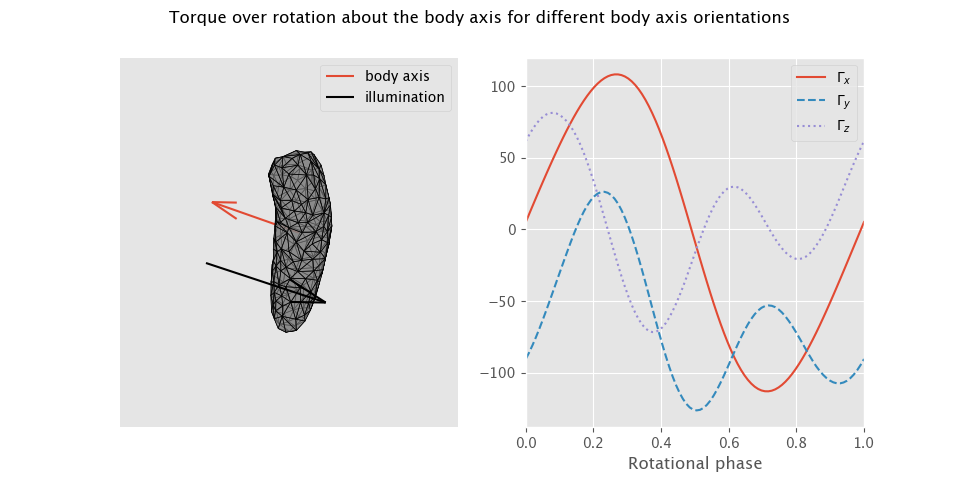 Torque over rotation about the body axis for different body axis orientations
body axis
illumination
Γx
Γy
Γz
100
50
0
−50
−100
0.0 0.2 0.4 0.6 0.8 1.0
Rotational phase